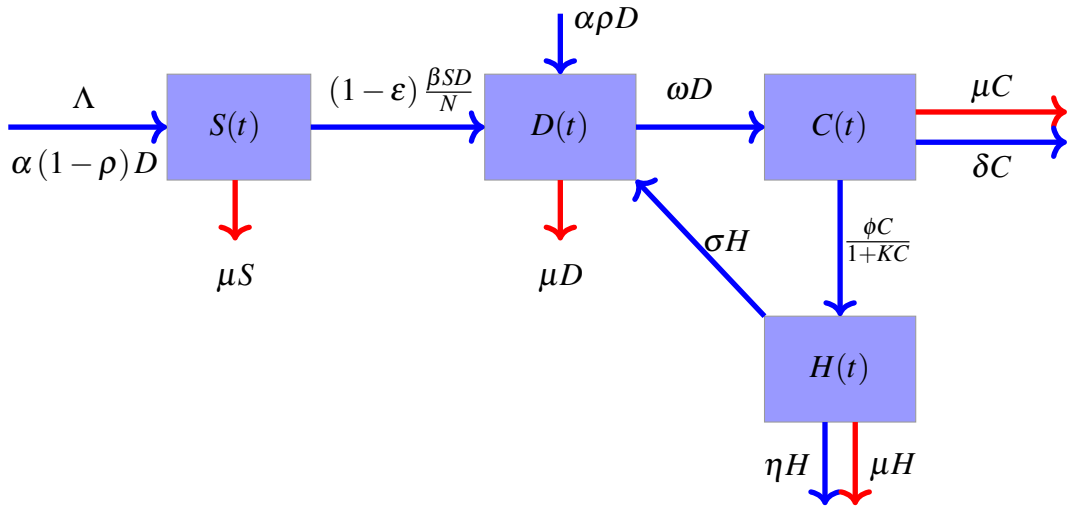 αρD
Λ
α(1−ρ)D
S(t)
(1−ε) βSD/N
D(t)
ωD
C(t)
μC
δC
μS
μD
σH
ϕC/1+KC
H(t)
ηH
μH